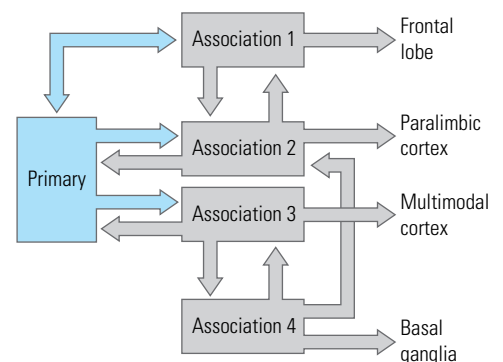 Association 1
Frontal
lobe
Primary
Association 2
Paralimbic
cortex
Association 3
Multimodal
cortex
Association 4
Basal
ganglia